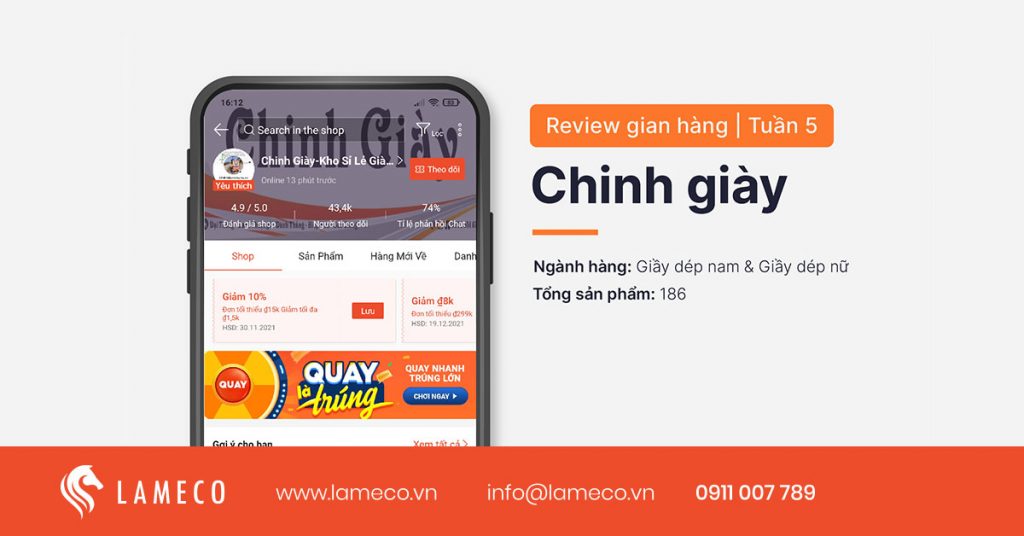 16:12
83
Chinh Giày
Search in the shop
LỌC
Chinh Giày-Kho Sỉ Lẻ Già...
Theo dõi
Online 13 phút trước
Yêu thích
4.9 / 5.0
43,4k
74%
Đánh giá shop
Người theo dõi
Tỉ lệ phản hồi Chat
Shop
Sản Phẩm
Hàng Mới Về
Danh
Giảm 10%
Đơn tối thiểu ₫15k Giảm tối đa
₫1,5k
HSD: 30.11.2021
Lưu
Giảm ₫8k
Đơn tối thiểu ₫299k
HSD: 19.12.2021
QUAY
QUAY
là
trúng
QUAY NHANH
TRÚNG LỚN
CHƠI NGAY
Gợi ý cho bạn
Xem tất cả
Review gian hàng | Tuần 5
Chinh giày
Ngành hàng: Giầy dép nam & Giầy dép nữ
Tổng sản phẩm: 186
LAMECO
www.lameco.vn
info@lameco.vn
0911 007 789